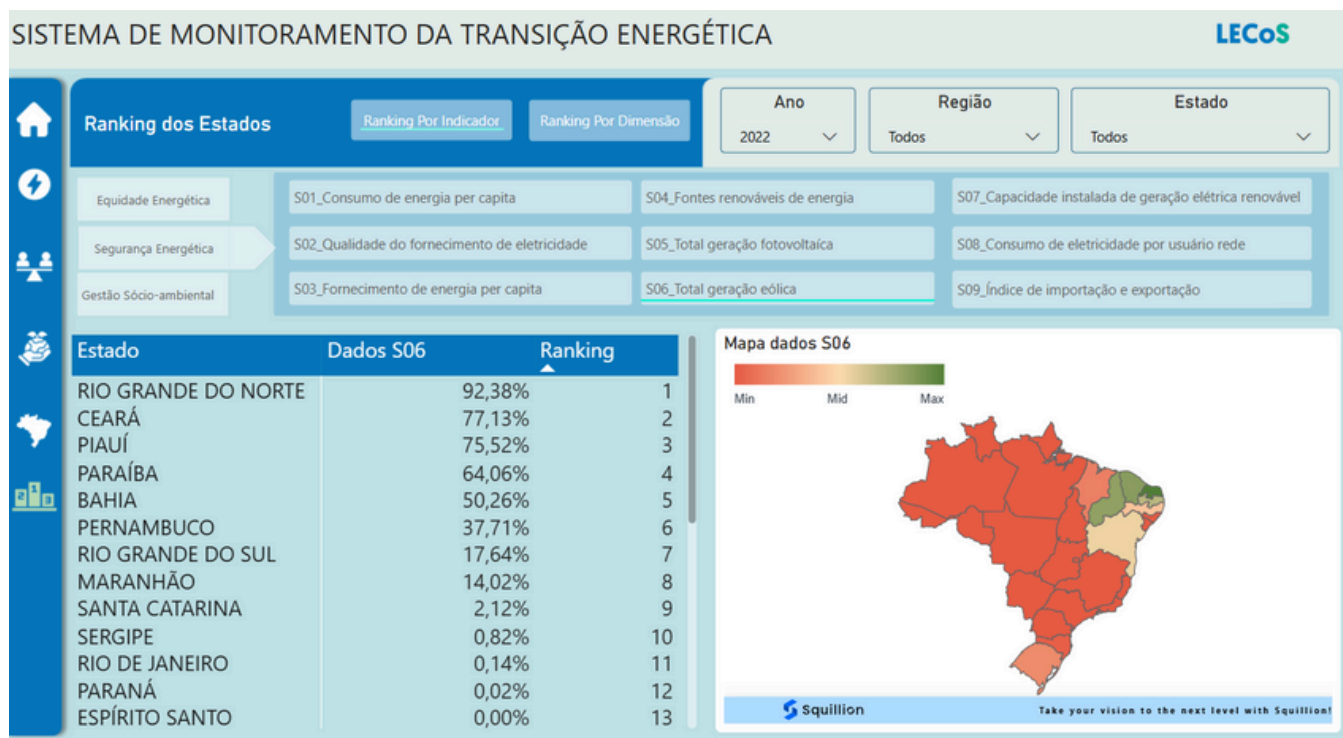 SISTEMA DE MONITORAMENTO DA TRANSIÇÃO ENERGÉTICA
LECoS
Ranking dos Estados
Ranking Por Indicador
Ranking Por Dimensão
Ano
2022
Região
Todos
Estado
Todos
Equidade Energética
Segurança Energética
Gestão Sócio-ambiental
S01_Consumo de energia per capita
S04_Fontes renováveis de energia
S07_Capacidade instalada de geração elétrica renovável
S02_Qualidade do fornecimento de eletricidade
S05_Total geração fotovoltaíca
S08_Consumo de eletricidade por usuário rede
S03_Fornecimento de energia per capita
S06_Total geração eólica
S09_Índice de importação e exportação
Estado Dados S06 Ranking
RIO GRANDE DO NORTE 92,38% 1
CEARÁ 77,13% 2
PIAUÍ 75,52% 3
PARAÍBA 64,06% 4
BAHIA 50,26% 5
PERNAMBUCO 37,71% 6
RIO GRANDE DO SUL 17,64% 7
MARANHÃO 14,02% 8
SANTA CATARINA 2,12% 9
SERGIPE 0,82% 10
RIO DE JANEIRO 0,14% 11
PARANÁ 0,02% 12
ESPÍRITO SANTO 0,00% 13
Mapa dados S06
Min Mid Max
Squillion
Take your vision to the next level with Squillion!
2 1 3